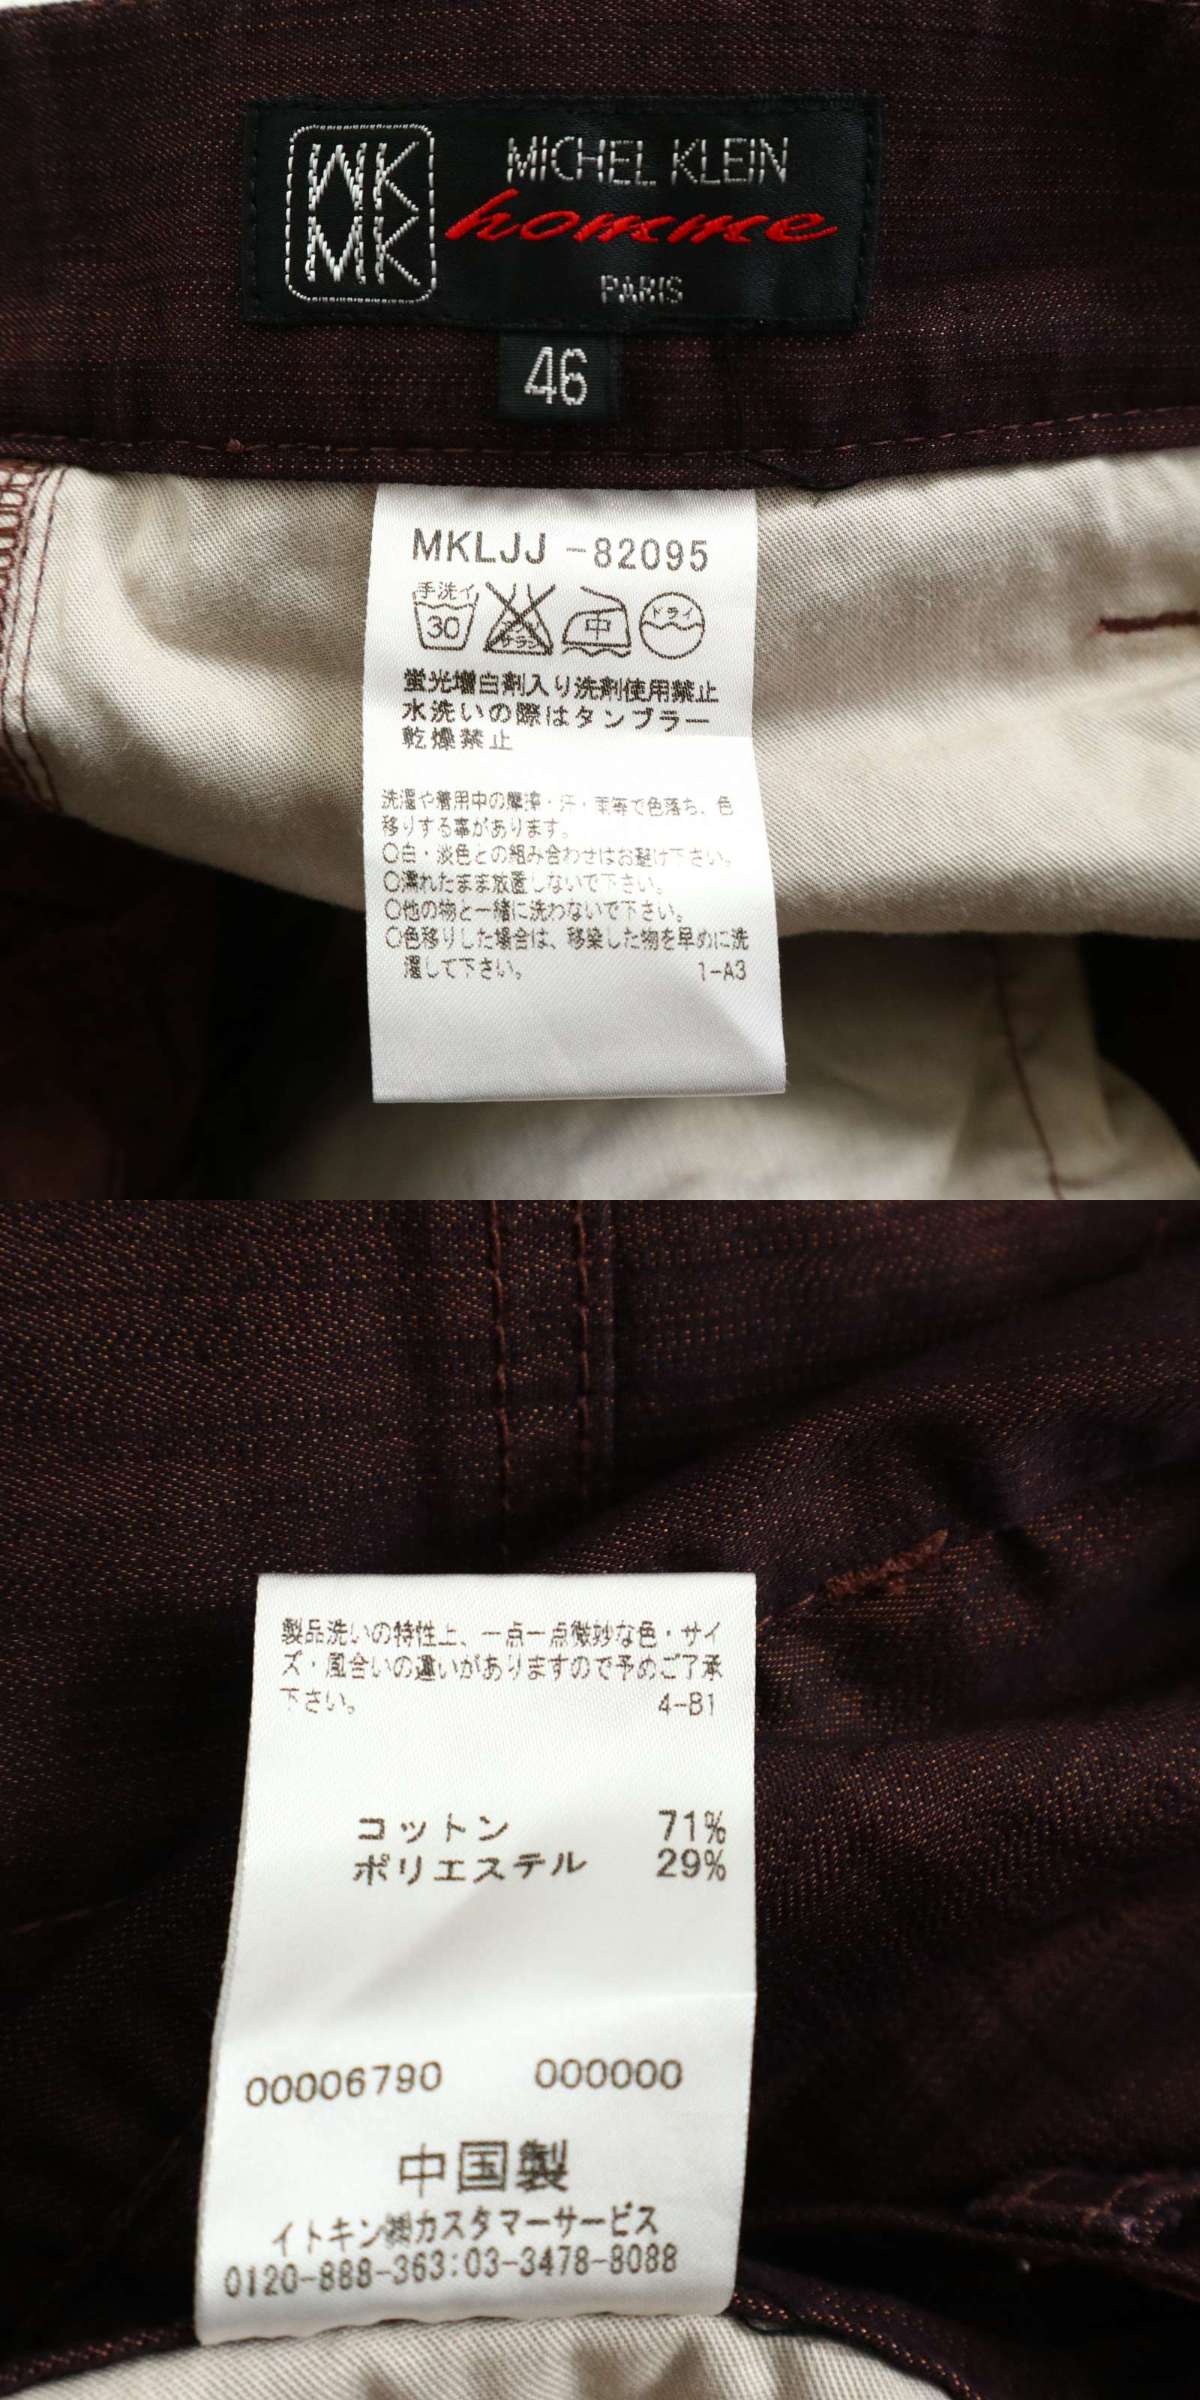 MK
MK
MICHEL KLEIN
homme
PARIS
46
MKLJJ -82095
手洗イ
30
エンソ
サラシ
中
ドライ
蛍光増白剤入り洗剤使用禁止
水洗いの際はタンブラー
乾燥禁止
洗濯や着用中の摩擦・汗・雨等で色落ち、色
移りする事があります。
○白・淡色との組み合わせはお避け下さい。
○濡れたまま放置しないで下さい。
○他の物と一緒に洗わないで下さい。
○色移りした場合は、移染した物を早めに洗
濯して下さい。 1-A3
製品洗いの特性上、一点一点微妙な色・サイ
ズ・風合いの違いがありますので予めご了承
下さい。 4-B1
コットン 71%
ポリエステル 29%
00006790 000000
中国製
イトキン㈱カスタマーサービス
0120-888-363:03-3478-8088